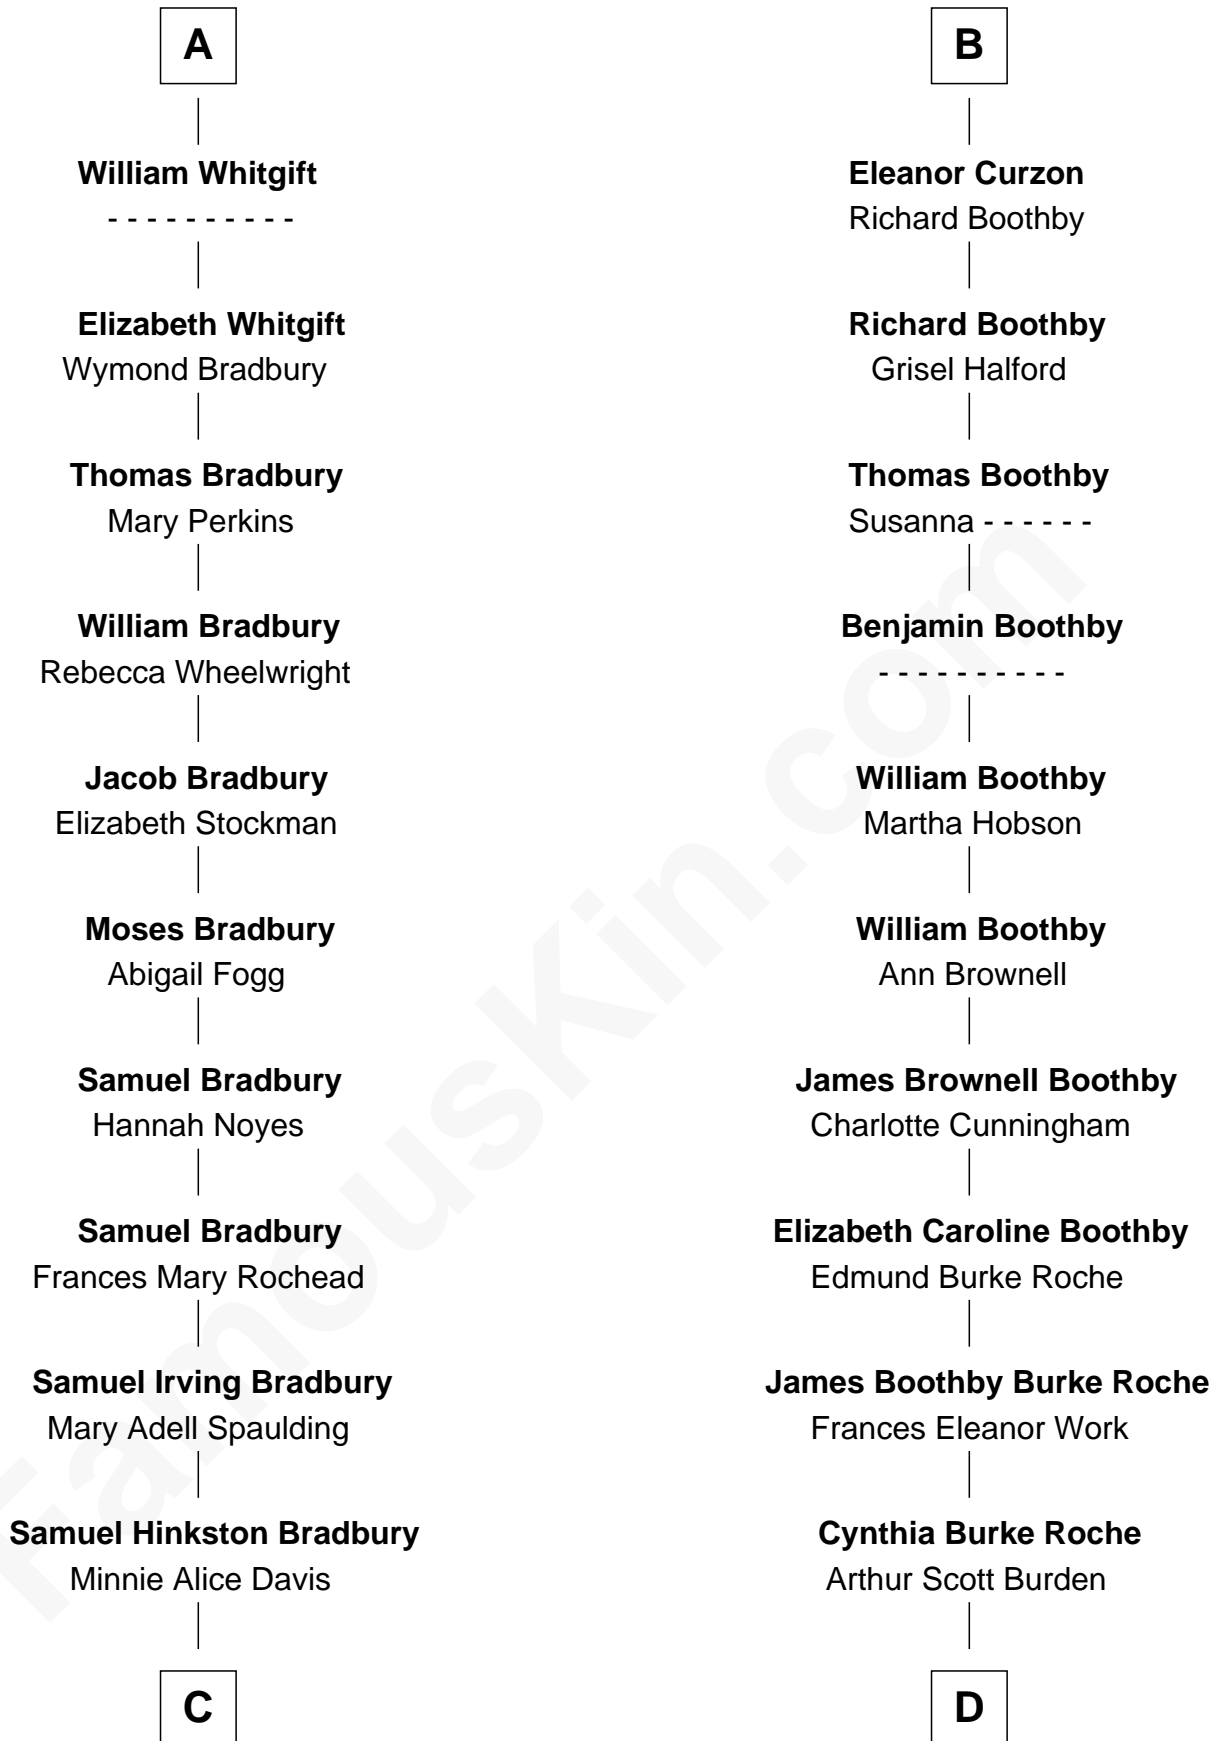 A
William Whitgift
- - - - - - - - - -
Elizabeth Whitgift
Wymond Bradbury
Thomas Bradbury
Mary Perkins
William Bradbury
Rebecca Wheelwright
Jacob Bradbury
Elizabeth Stockman
Moses Bradbury
Abigail Fogg
Samuel Bradbury
Hannah Noyes
Samuel Bradbury
Frances Mary Rochead
Samuel Irving Bradbury
Mary Adell Spaulding
Samuel Hinkston Bradbury
Minnie Alice Davis
C
B
Eleanor Curzon
Richard Boothby
Richard Boothby
Grisel Halford
Thomas Boothby
Susanna - - - - - -
Benjamin Boothby
- - - - - - - - - -
William Boothby
Martha Hobson
William Boothby
Ann Brownell
James Brownell Boothby
Charlotte Cunningham
Elizabeth Caroline Boothby
Edmund Burke Roche
James Boothby Burke Roche
Frances Eleanor Work
Cynthia Burke Roche
Arthur Scott Burden
D
FamousKin.com